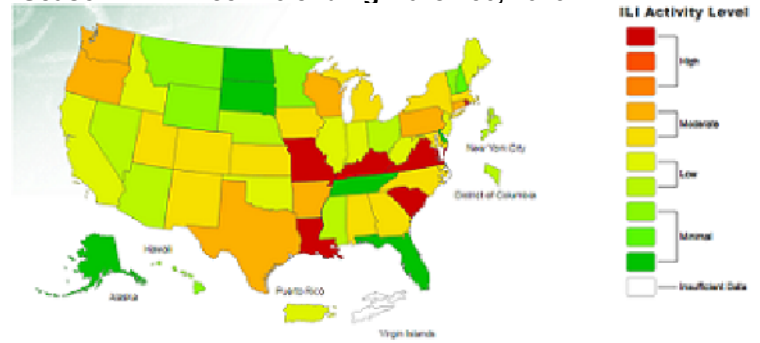 ILI Activity Level
High
Moderate
New York City
Low
District of Columbia
Minimal
Hawaii
Insufficient Data
Alaska
Puerto Rico
Virgin Islands